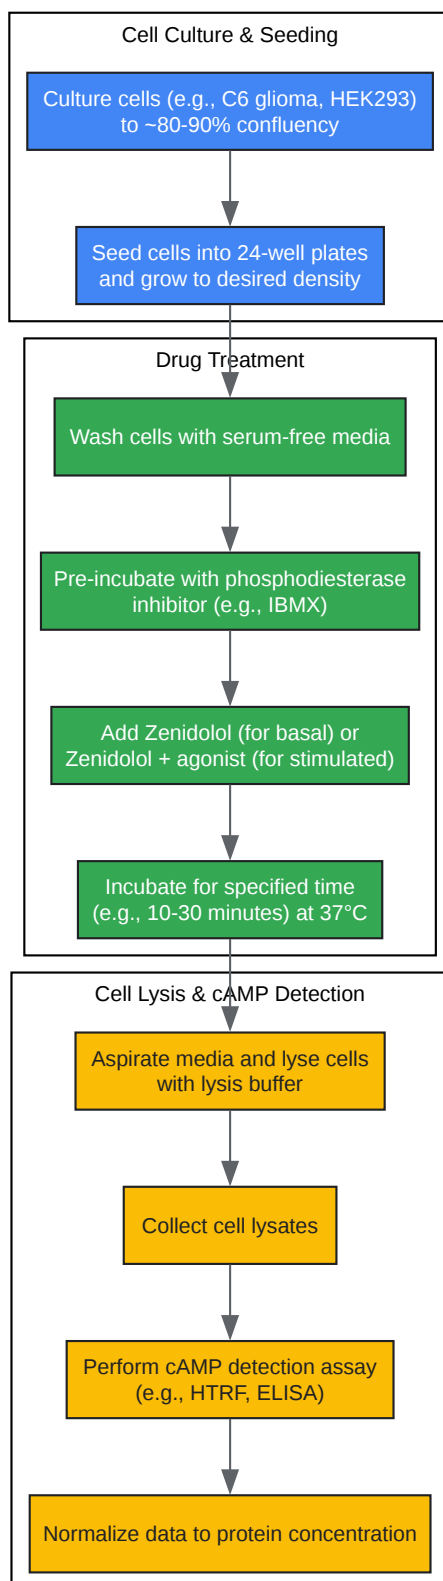 Cell Culture & Seeding
Culture cells (e.g., C6 glioma, HEK293)
to ~80-90% confluency
Seed cells into 24-well plates
and grow to desired density
Drug Treatment
Wash cells with serum-free media
Pre-incubate with phosphodiesterase
inhibitor (e.g., IBMX)
Add Zenidolol (for basal) or
Zenidolol + agonist (for stimulated)
Incubate for specified time
(e.g., 10-30 minutes) at 37°C
Cell Lysis & cAMP Detection
Aspirate media and lyse cells
with lysis buffer
Collect cell lysates
Perform cAMP detection assay
(e.g., HTRF, ELISA)
Normalize data to protein concentration